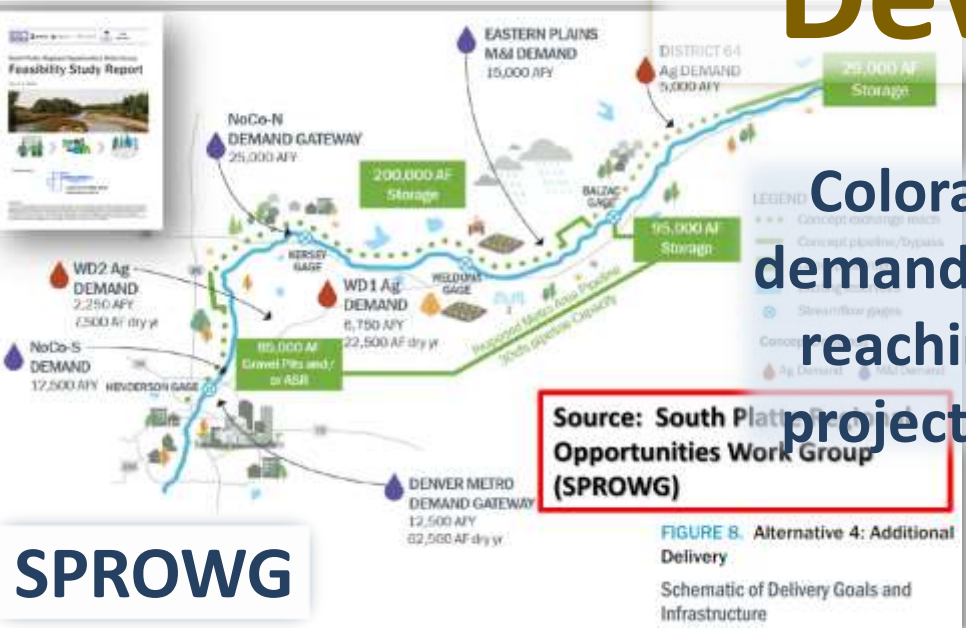 Dev
Feasibility Study Report
EASTERN PLAINS
M&I DEMAND
15,000 AFY
DISTRICT 64
Ag DEMAND
5,000 AFY
29,000 AF
Storage
NoCo-N
DEMAND GATEWAY
25,000 AFY
200,000 AF
Storage
BALZAC
GAGE
95,000 AF
Storage
LEGEND
Concept exchange reach
Concept pipeline/bypass
Streamflow gages
Ag Demand
M&I Demand
Colora
demand
reachi
project
KERSEY
GAGE
WELDONA
GAGE
WD2 Ag
DEMAND
2,250 AFY
7,500 AF dry yr
WD1 Ag
DEMAND
6,750 AFY
22,500 AF dry yr
Proposed Metro Area Pipeline
pipeline Capacity
NoCo-S
DEMAND
12,500 AFY
HENDERSON GAGE
Gravel Pits and/
or ASR
DENVER METRO
DEMAND GATEWAY
12,500 AFY
62,500 AF dry yr
Source: South Platte Regional
Opportunities Work Group
(SPROWG)
FIGURE 8. Alternative 4: Additional
Delivery
Schematic of Delivery Goals and
Infrastructure
SPROWG